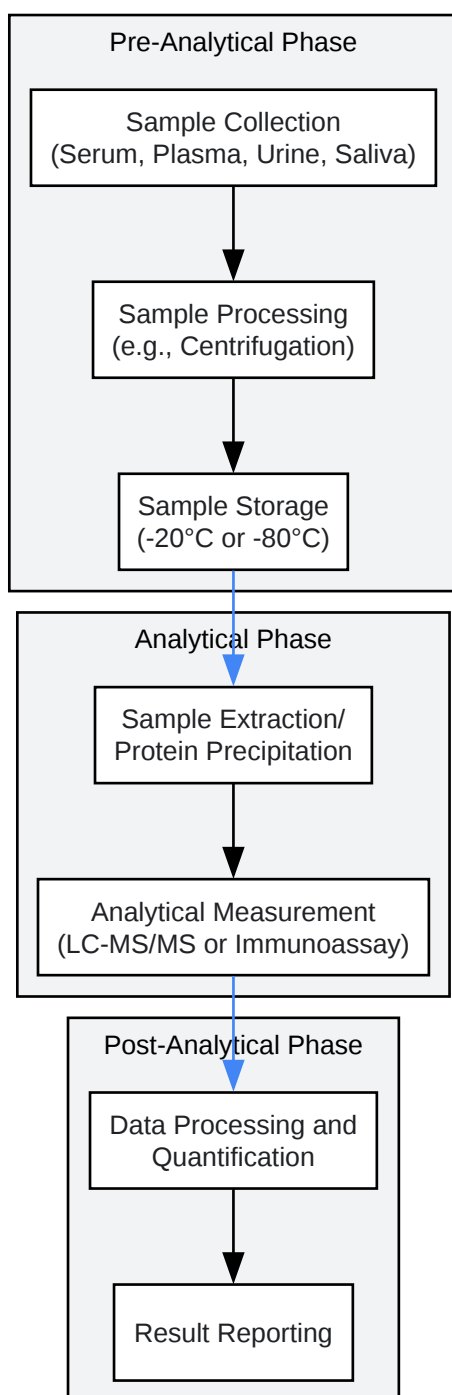 Pre-Analytical Phase
Sample Collection
(Serum, Plasma, Urine, Saliva)
Sample Processing
(e.g., Centrifugation)
Sample Storage
(-20°C or -80°C)
Analytical Phase
Sample Extraction/
Protein Precipitation
Analytical Measurement
(LC-MS/MS or Immunoassay)
Post-Analytical Phase
Data Processing and
Quantification
Result Reporting